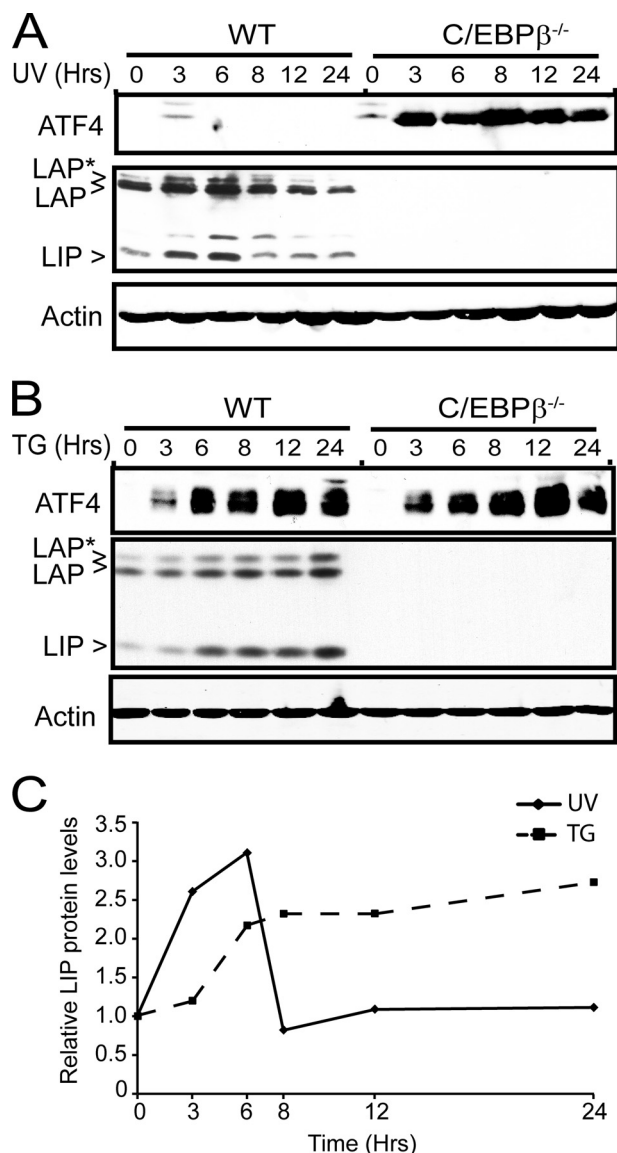 A
WT C/EBPβ-/-
UV (Hrs) 0 3 6 8 12 24 0 3 6 8 12 24
ATF4
LAP* >
LAP >
LIP >
Actin
B
WT C/EBPβ-/-
TG (Hrs) 0 3 6 8 12 24 0 3 6 8 12 24
ATF4
LAP* >
LAP >
LIP >
Actin
C
UV
TG
Relative LIP protein levels
3.5
3.0
2.5
2.0
1.5
1.0
0.5
0
0 3 6 8 12 24
Time (Hrs)